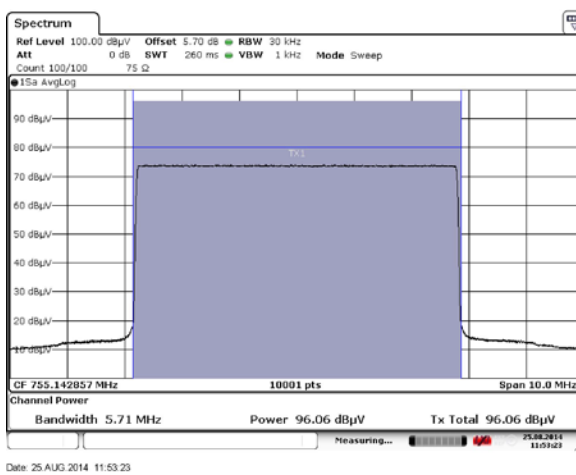 Spectrum
Ref Level 100.00 dBµV Offset 5.70 dB RBW 30 kHz
Att 0 dB SWT 260 ms VBW 1 kHz Mode Sweep
Count 100/100 75 Ω
1Sa AvgLog
90 dBµV
80 dBµV
TX1
70 dBµV
60 dBµV
50 dBµV
40 dBµV
30 dBµV
20 dBµV
10 dBµV
CF 755.142857 MHz 10001 pts Span 10.0 MHz
Channel Power
Bandwidth 5.71 MHz Power 96.06 dBµV Tx Total 96.06 dBµV
Measuring... 25.08.2014
11:53:23
Date: 25.AUG.2014 11:53:23